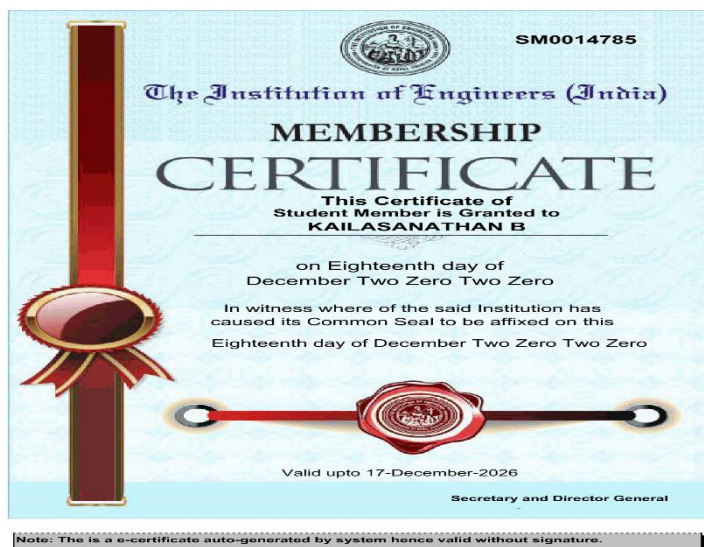 SM0014785
The Institution of Engineers (India)
MEMBERSHIP
CERTIFICATE
This Certificate of
Student Member is Granted to
KAILASANATHAN B
on Eighteenth day of
December Two Zero Two Zero
In witness where of the said Institution has
caused its Common Seal to be affixed on this
Eighteenth day of December Two Zero Two Zero
Valid upto 17-December-2026
Secretary and Director General
Note: The is a e-certificate auto-generated by system hence valid without signature.